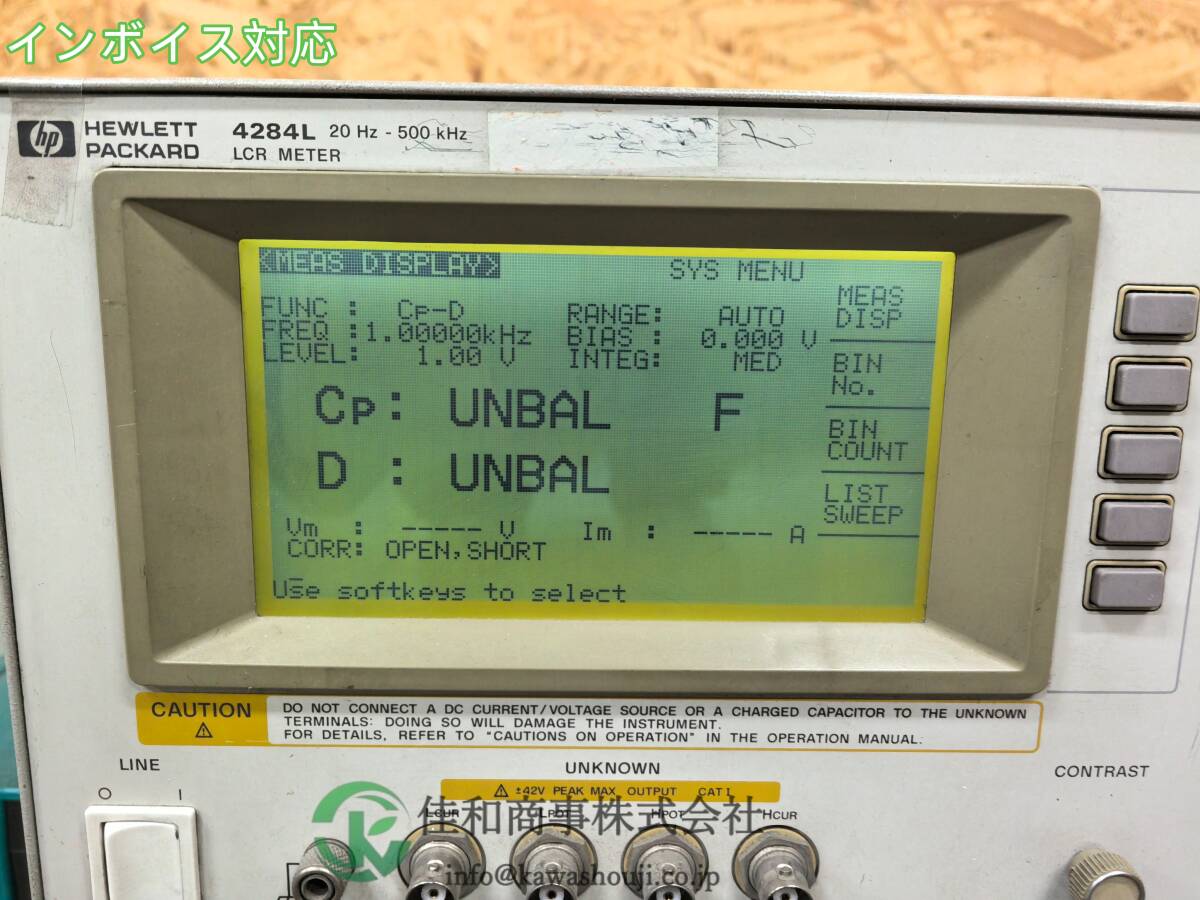 インボイス対応
hp HEWLETT PACKARD
4284L 20 Hz - 500 kHz
LCR METER
<MEAS DISPLAY> SYS MENU
FUNC : Cp-D RANGE: AUTO
FREQ :1.00000kHz BIAS : 0.000 V
LEVEL: 1.00 V INTEG: MED
Cp: UNBAL F
D : UNBAL
Vm : ----- V Im : ----- A
CORR: OPEN,SHORT
Use softkeys to select
MEAS
DISP
BIN
No.
BIN
COUNT
LIST
SWEEP
CAUTION
DO NOT CONNECT A DC CURRENT/VOLTAGE SOURCE OR A CHARGED CAPACITOR TO THE UNKNOWN
TERMINALS: DOING SO WILL DAMAGE THE INSTRUMENT.
FOR DETAILS, REFER TO "CAUTIONS ON OPERATION" IN THE OPERATION MANUAL.
LINE
O I
UNKNOWN
CONTRAST
±42V PEAK MAX OUTPUT CAT I
LCUR LPOT HPOT HCUR
佳和商事株式会社
info@kawashouji.co.jp